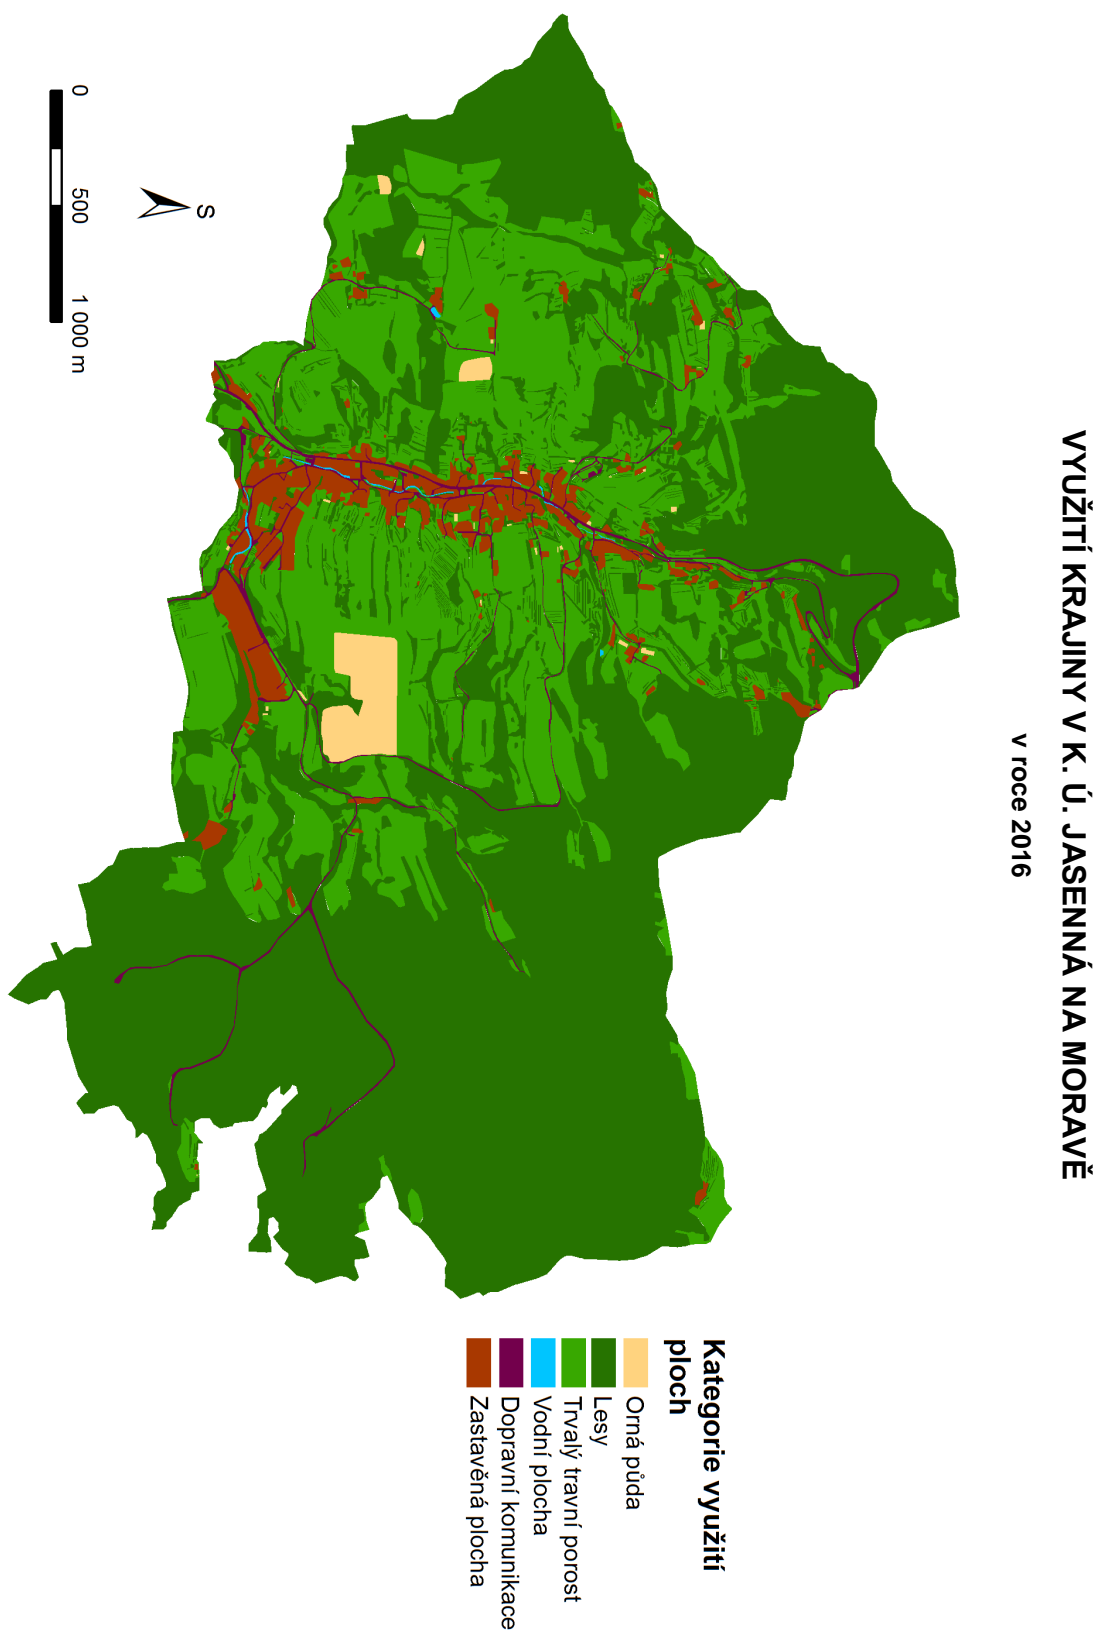 VYUŽITÍ KRAJINY V K. Ú. JASENNÁ NA MORAVĚ
v roce 2016
S
0 500 1 000 m
Kategorie využití
ploch
Orná půda
Lesy
Trvalý travní porost
Vodní plocha
Dopravní komunikace
Zastavěná plocha